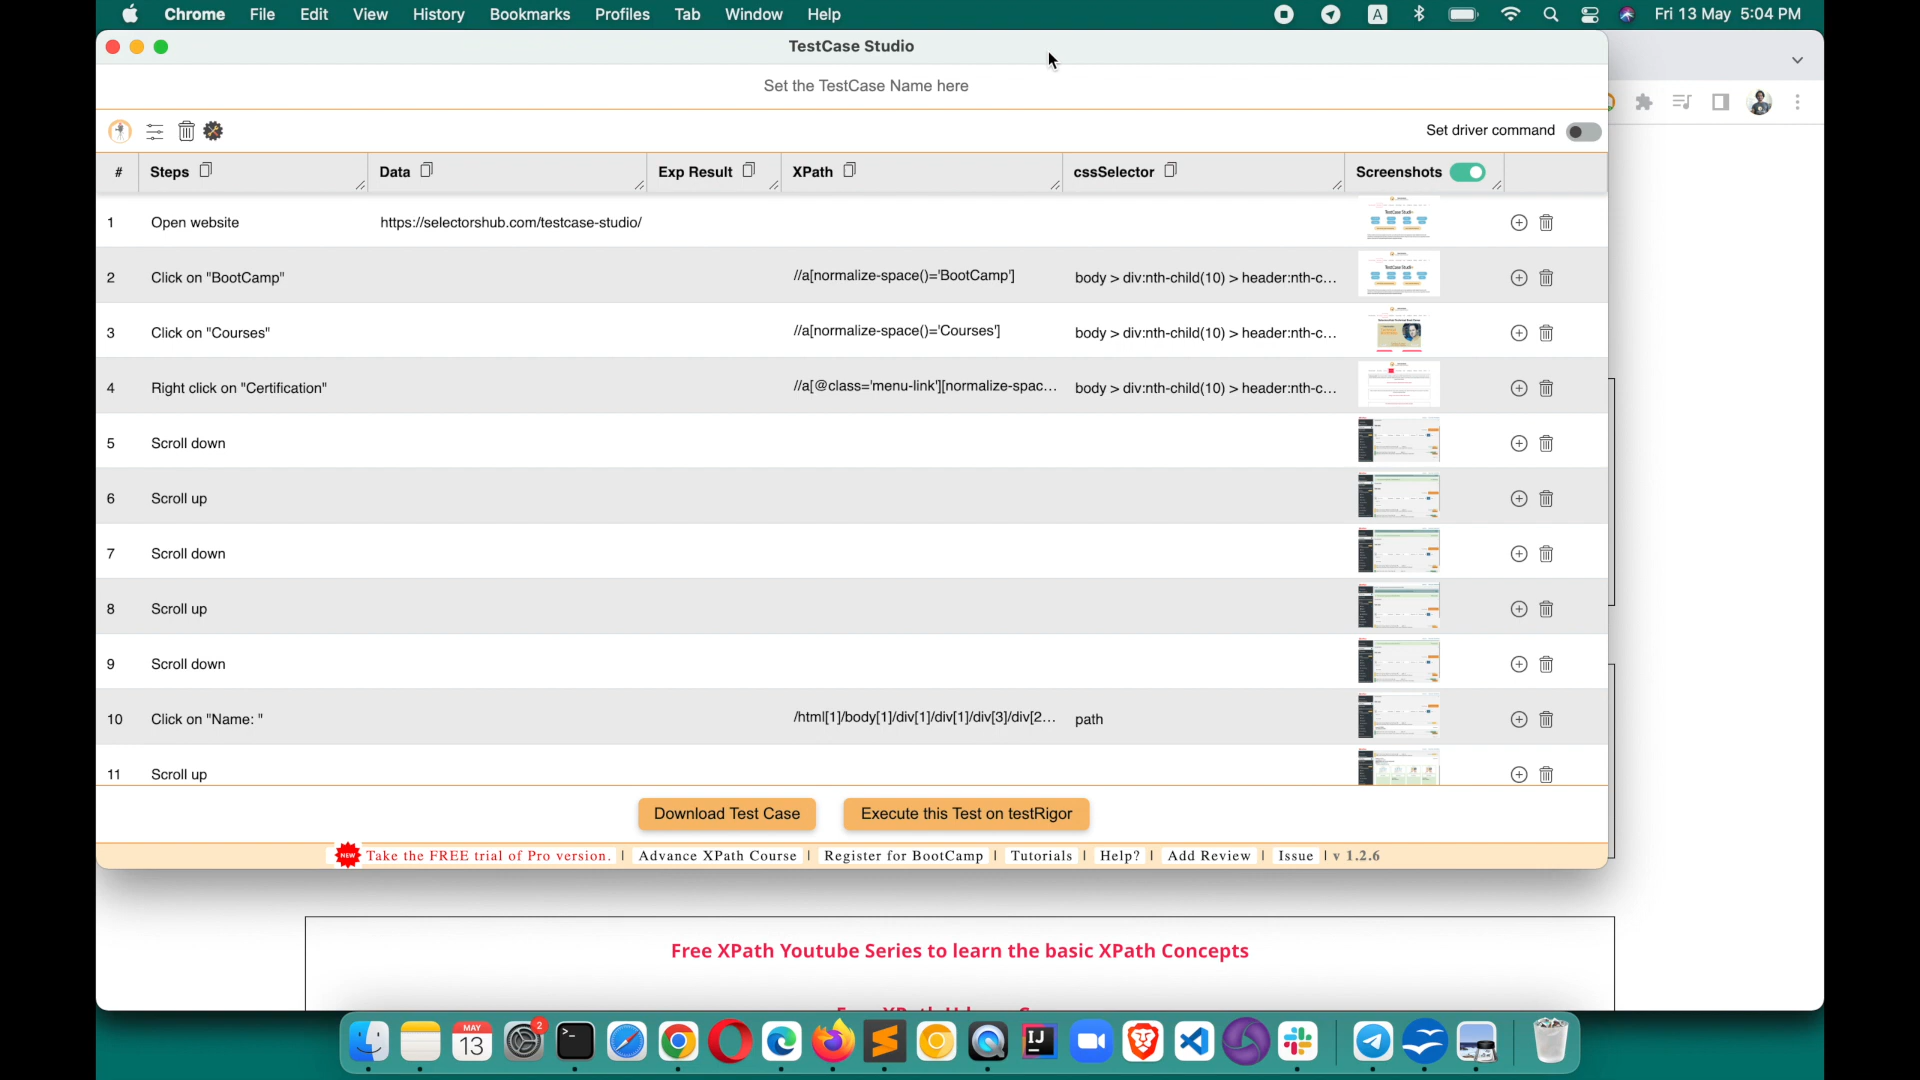 Chrome File Edit View History Bookmarks Profiles Tab Window Help A Fri 13 May 5:04 PM
TestCase Studio
Set the TestCase Name here
Set driver command
# Steps Data Exp Result XPath cssSelector Screenshots
1 Open website https://selectorshub.com/testcase-studio/
2 Click on "BootCamp" //a[normalize-space()='BootCamp'] body > div:nth-child(10) > header:nth-c...
3 Click on "Courses" //a[normalize-space()='Courses'] body > div:nth-child(10) > header:nth-c...
4 Right click on "Certification" //a[@class='menu-link'][normalize-spac... body > div:nth-child(10) > header:nth-c...
5 Scroll down
6 Scroll up
7 Scroll down
8 Scroll up
9 Scroll down
10 Click on "Name: " /html[1]/body[1]/div[1]/div[1]/div[3]/div[2... path
11 Scroll up
Download Test Case Execute this Test on testRigor
NEW Take the FREE trial of Pro version. | Advance XPath Course | Register for BootCamp | Tutorials | Help? | Add Review | Issue | v 1.2.6
Free XPath Youtube Series to learn the basic XPath Concepts
MAY
13
2
IJ